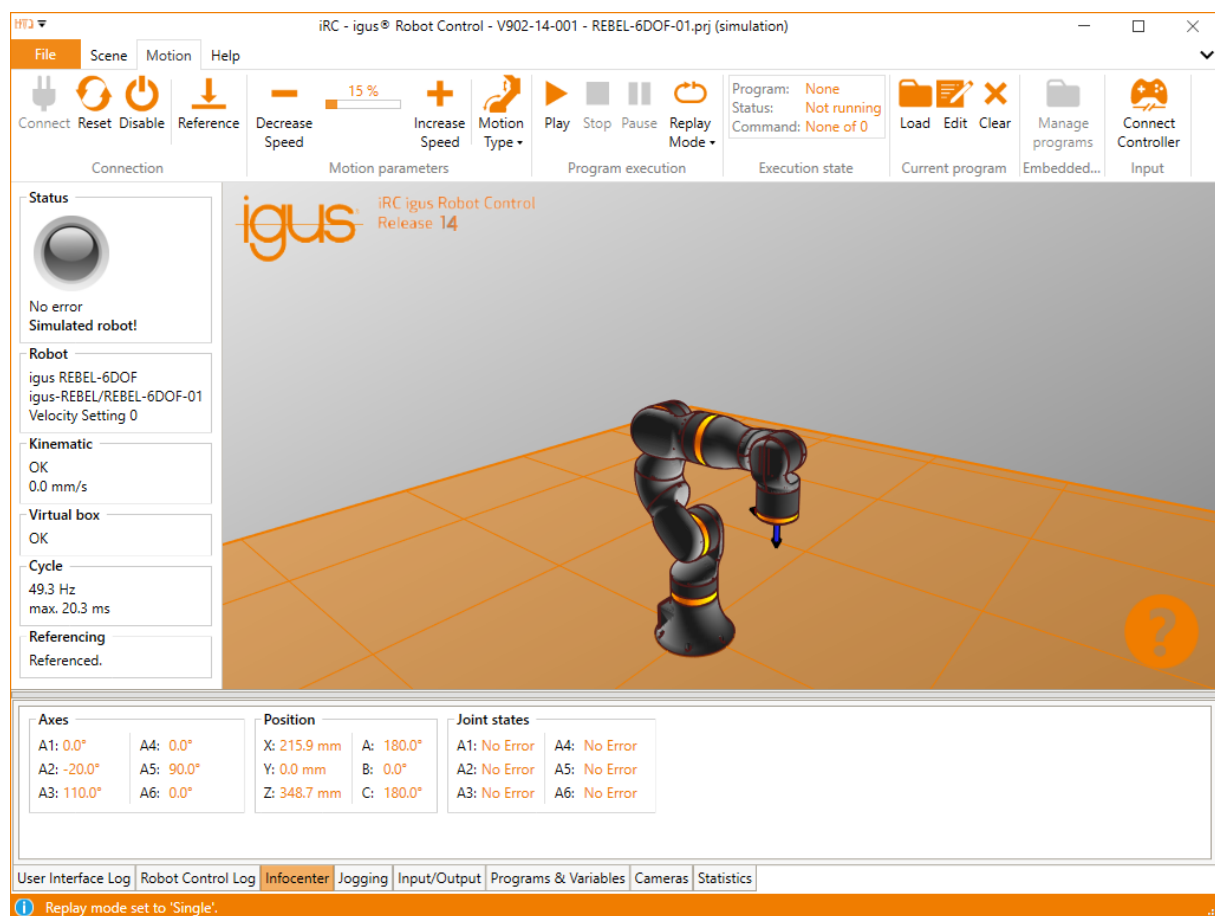 iRC - igus® Robot Control - V902-14-001 - REBEL-6DOF-01.prj (simulation)
File Scene Motion Help
15 %
Connect Reset Disable Reference Decrease Speed Increase Speed Motion Type Play Stop Pause Replay Mode
Program: None
Status: Not running
Command: None of 0
Load Edit Clear Manage programs Connect Controller
Connection Motion parameters Program execution Execution state Current program Embedded... Input
Status
No error
Simulated robot!
Robot
igus REBEL-6DOF
igus-REBEL/REBEL-6DOF-01
Velocity Setting 0
Kinematic
OK
0.0 mm/s
Virtual box
OK
Cycle
49.3 Hz
max. 20.3 ms
Referencing
Referenced.
igus
iRC igus Robot Control
Release 14
?
Axes
A1: 0.0° A4: 0.0°
A2: -20.0° A5: 90.0°
A3: 110.0° A6: 0.0°
Position
X: 215.9 mm A: 180.0°
Y: 0.0 mm B: 0.0°
Z: 348.7 mm C: 180.0°
Joint states
A1: No Error A4: No Error
A2: No Error A5: No Error
A3: No Error A6: No Error
User Interface Log Robot Control Log Infocenter Jogging Input/Output Programs & Variables Cameras Statistics
Replay mode set to 'Single'.